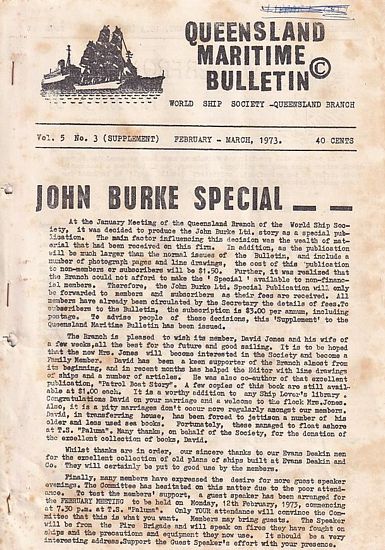 QUEENSLAND
MARITIME
BULLETIN ©
WORLD SHIP SOCIETY -QUEENSLAND BRANCH
Vol. 5 No. 3 (SUPPLEMENT) FEBRUARY - MARCH, 1973. 40 CENTS
JOHN BURKE SPECIAL
At the January Meeting of the Queensland Branch of the World Ship Soc-
iety, it was decided to produce the John Burke Ltd. story as a special pub-
lication. The main factor influencing this decision was the wealth of mat-
erial that had been received on this firm. In addition, as the publication
will be much larger than the normal issues of the Bulletin, and include a
number of photograph pages and line drawings, the cost of this publication
to non-members or subscribers will be $1.50. Further, it was realized that
the Branch could not afford to make the ' Special ' available to non-finan-
ial members. Therefore, the John Burke Ltd. Special Publication will only
be forwarded to members and subscribers as their fees are received. All
members have already been circulated by the Secretary the details of fees.To
subscribers to the Bulletin, the subscription is $3.00 per annum, including
postage. To advise people of these decisions, this 'Supplement' to the
Queensland Maritime Bulletin has been issued.
The Branch is pleased to wish its member, David Jones and his wife of
a few weeks,all the best for the future and good sailing. It is to be hoped
that the new Mrs. Jones will become interested in the Society and become a
Family Member. David has been a keen supporter of the Branch almost from
its beginning, and in recent months has helped the Editor with line drawings
of ships and a number of articles. He was also co-author of that excellent
publication, "Patrol Boat Story". A few copies of this book are still avail-
able at $1.00 each. It is a worthy addition to any Ship Lover's library .
Congratulations David on your marriage and a welcome to the flock Mrs.Jones.
Also, it is a pity marriages don't occur more regularly amongst our members.
David, in transferring house, has been forced to jettison a number of his
older and less used sea books. Fortunately, these managed to float ashore
at T.S. "Paluma". Many thanks, on behalf of the Society, for the donation of
the excellent collection of books, David.
Whilst thanks are in order, our sincere thanks to our Evans Deakin men
for the excellent collection of old plans of ships built at Evans Deakin and
Co. They will certainly be put to good use by the members.
Finally, many members have expressed the desire for more guest speaker
evenings. The Committee has been hesitant on this matter due to the poor atten-
ance. To test the members' support, a guest speaker has been arranged for
the FEBRUARY MEETING to be held on Monday, 12th February, 1973, commencing
at 7.30 p.m. at T.S. "Paluma". Only YOUR attendance will convince the Com-
mittee that this is what you want. Members may bring guests. The Speaker
will be from the Fire Brigade and will speak on fires they have fought on
ships and the precautions and equipment they now use. It should be a very
interesting address.Support the Guest Speaker's effort with your presence.